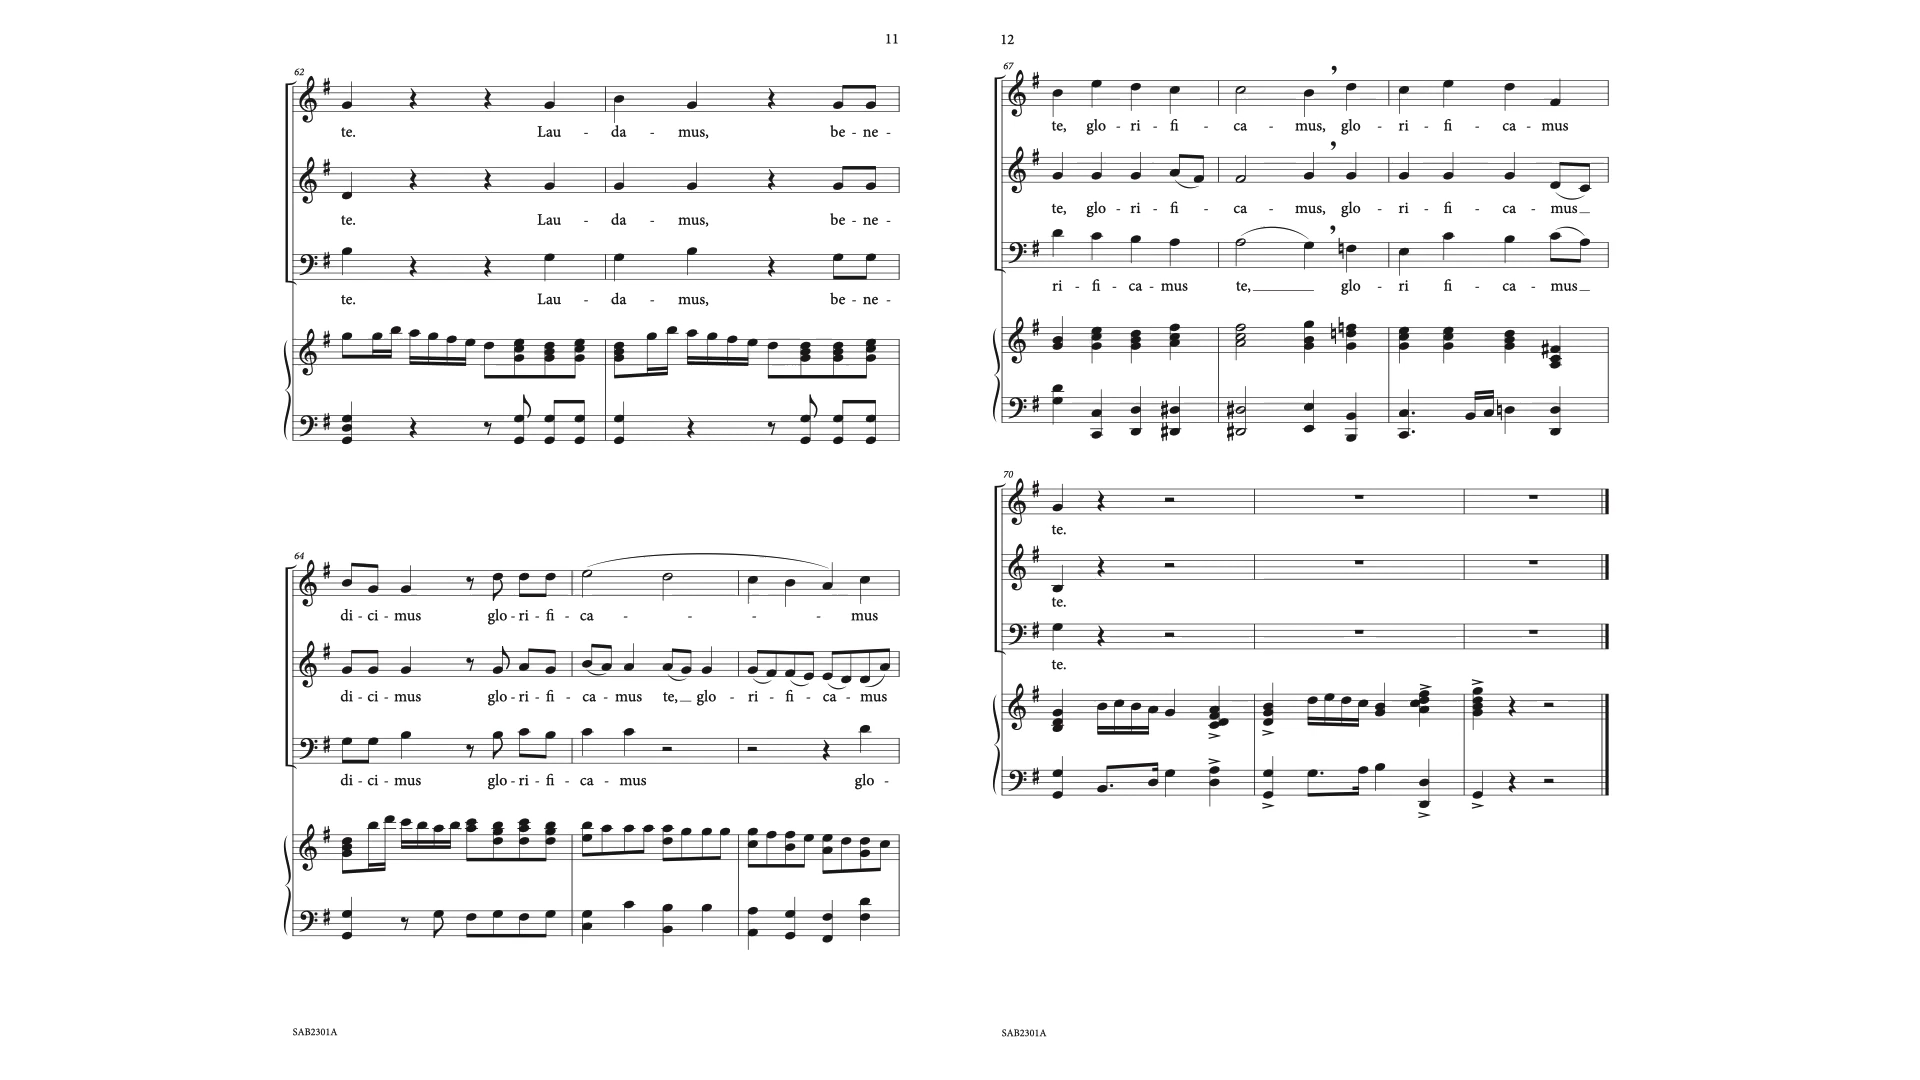 11
62
te. Lau - da - mus, be - ne -
te. Lau - da - mus, be - ne -
te. Lau - da - mus, be - ne -
64
di - ci - mus glo - ri - fi - ca - - - - mus
di - ci - mus glo - ri - fi - ca - mus te, glo - ri - fi - ca - mus
di - ci - mus glo - ri - fi - ca - mus glo -
SAB2301A
12
67
te, glo - ri - fi - ca - mus, glo - ri - fi - ca - mus
te, glo - ri - fi - ca - mus, glo - ri - fi - ca - mus
ri - fi - ca - mus te, glo - ri fi - ca - mus
70
te.
te.
te.
SAB2301A